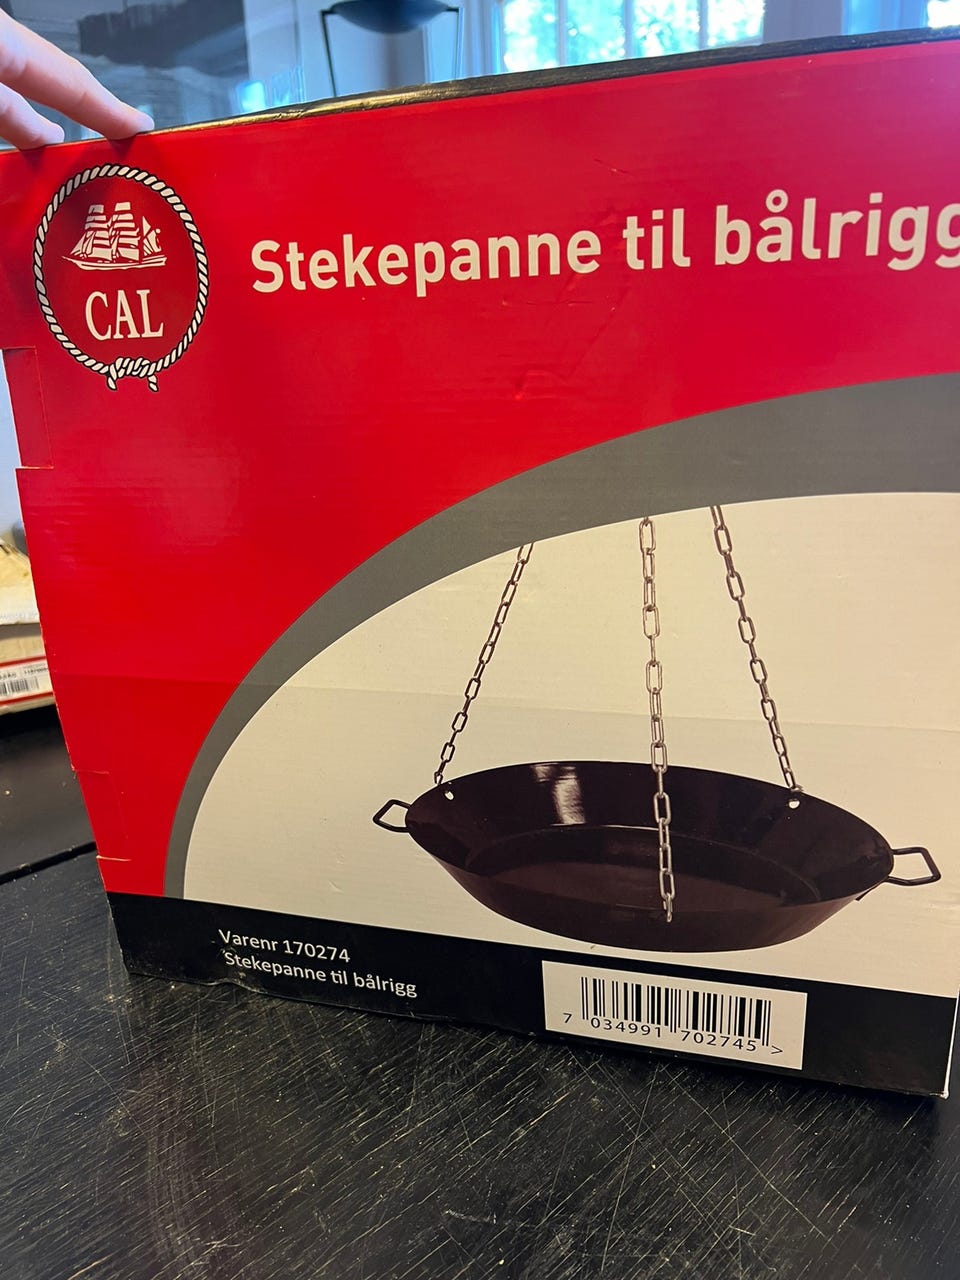 CAL
Stekepanne til bålrigg
Varenr 170274
Stekepanne til bålrigg
7 034991 702745 >